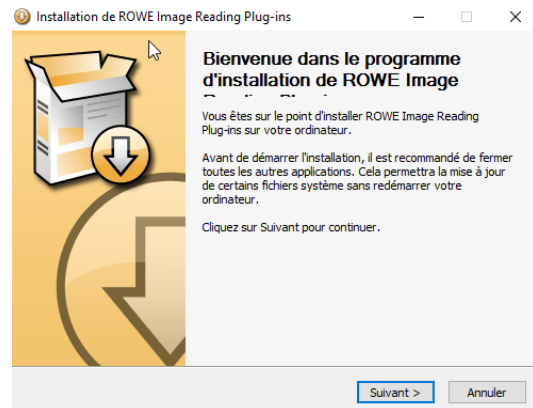 Installation de ROWE Image Reading Plug-ins
Bienvenue dans le programme
d'installation de ROWE Image
Vous êtes sur le point d'installer ROWE Image Reading
Plug-ins sur votre ordinateur.
Avant de démarrer l'installation, il est recommandé de fermer
toutes les autres applications. Cela permettra la mise à jour
de certains fichiers système sans redémarrer votre
ordinateur.
Cliquez sur Suivant pour continuer.
Suivant >
Annuler